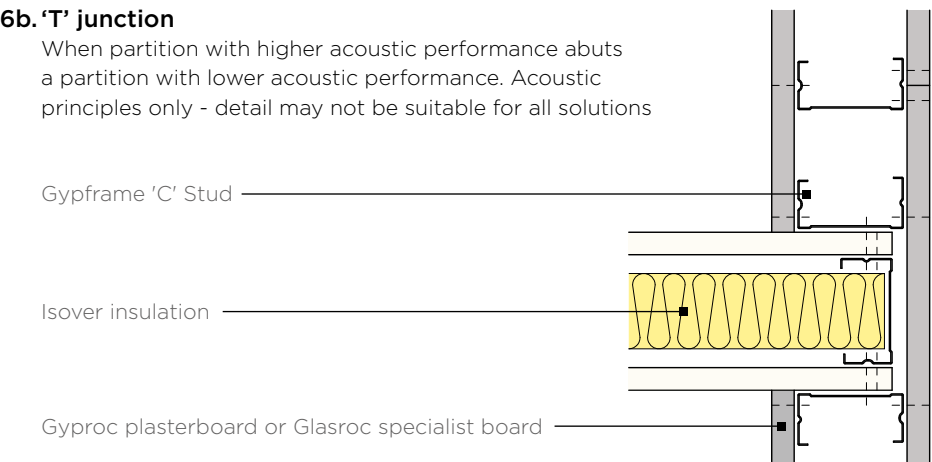 6b. ‘T’ junction
When partition with higher acoustic performance abuts
a partition with lower acoustic performance. Acoustic
principles only - detail may not be suitable for all solutions
Gypframe 'C' Stud
Isover insulation
Gyproc plasterboard or Glasroc specialist board